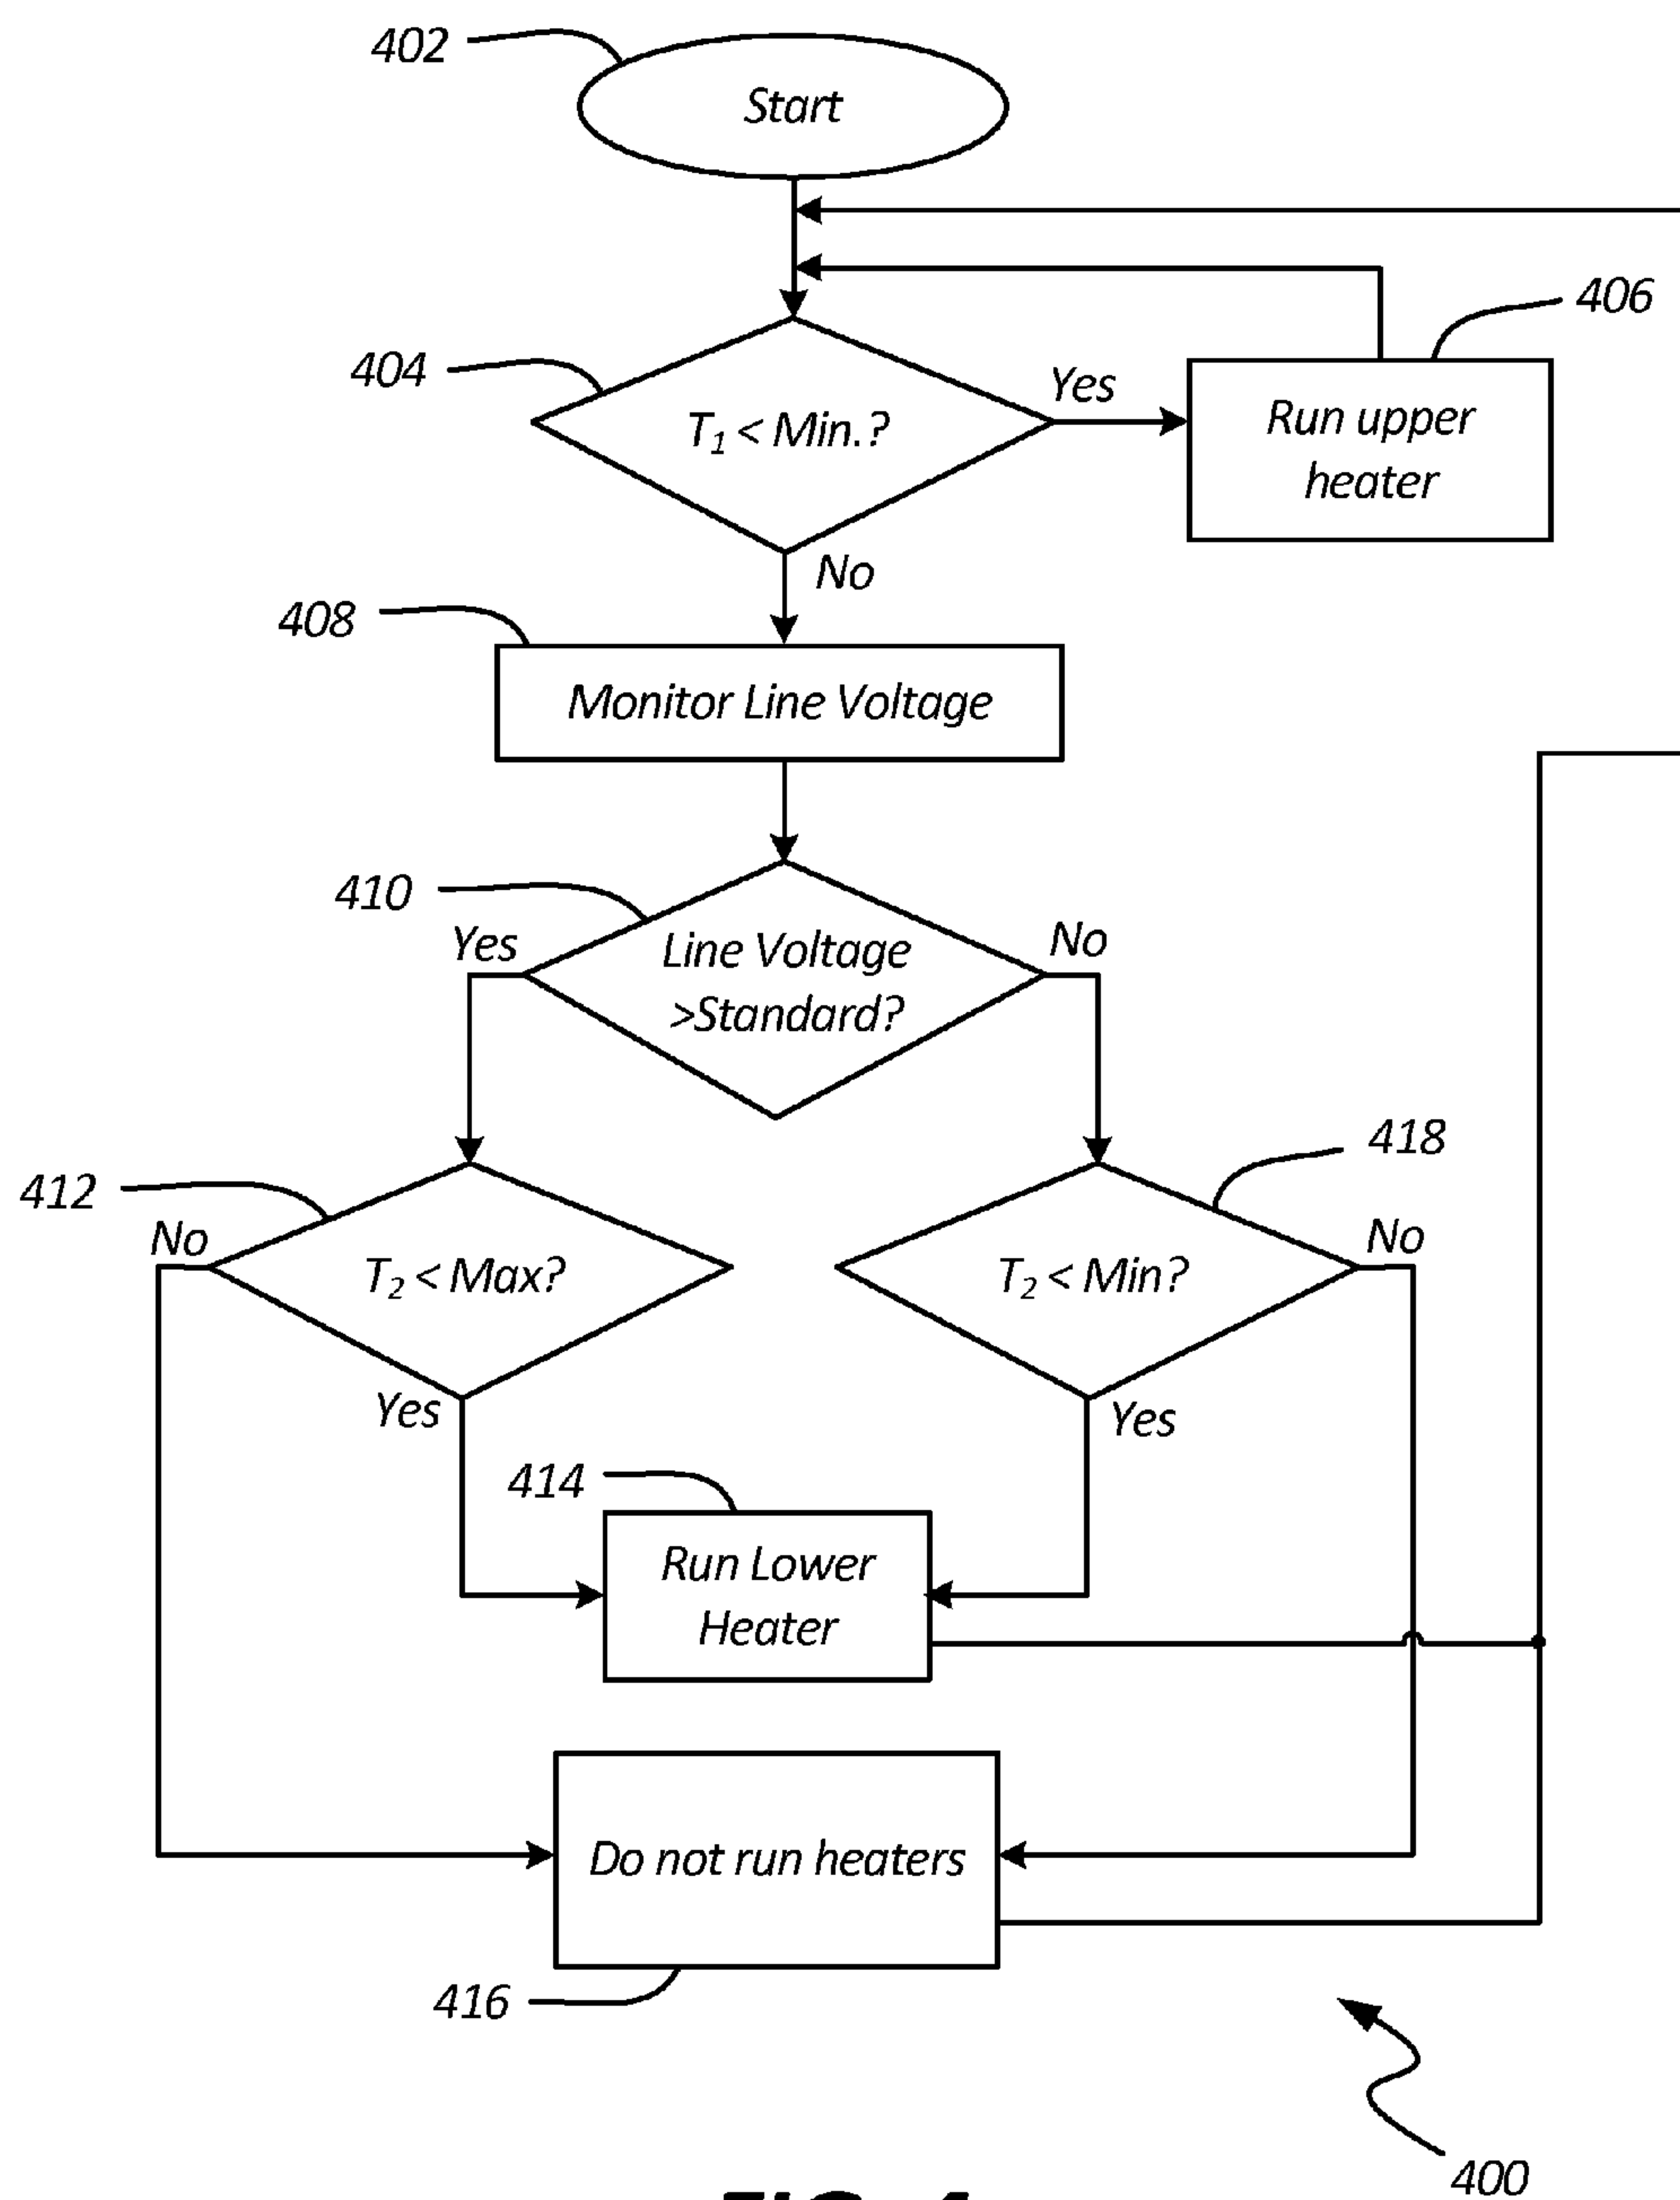 402
Start
406
404
T₁ < Min.?
Yes
Run upper
heater
No
408
Monitor Line Voltage
410
Yes
Line Voltage
>Standard?
No
418
412
No
T₂ < Max?
T₂ < Min?
No
Yes
Yes
414
Run Lower
Heater
Do not run heaters
416
400